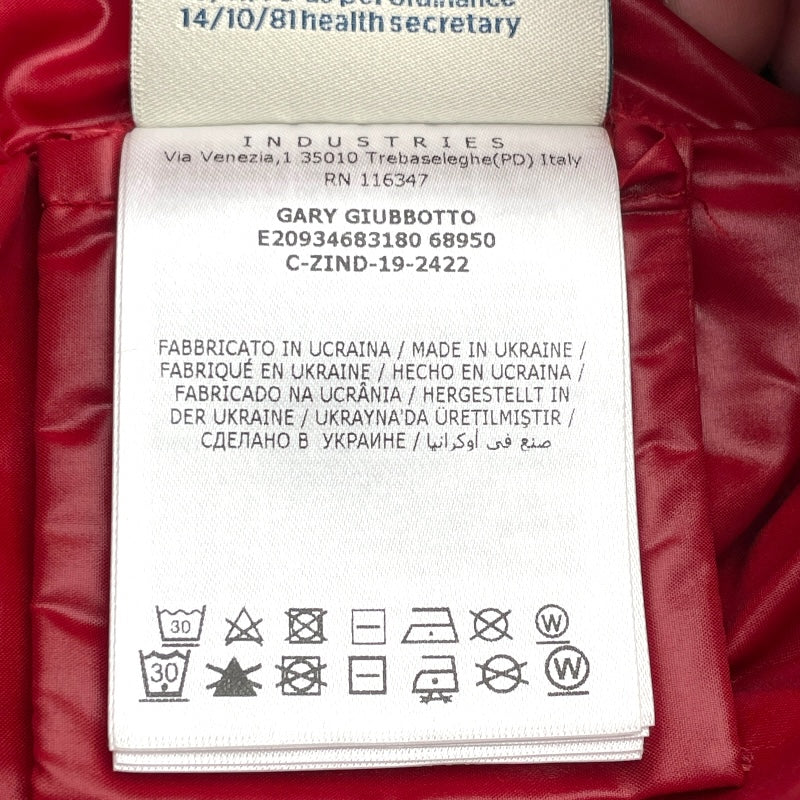 14/10/81 health secretary
INDUSTRIES
Via Venezia,1 35010 Trebaseleghe(PD) Italy
RN 116347
GARY GIUBBOTTO
E20934683180 68950
C-ZIND-19-2422
FABBRICATO IN UCRAINA / MADE IN UKRAINE /
FABRIQUÉ EN UKRAINE / HECHO EN UCRAINA /
FABRICADO NA UCRÂNIA / HERGESTELLT IN
DER UKRAINE / UKRAYNA'DA ÜRETILMIŞTIR /
СДЕЛАНО В УКРАИНЕ / صنع فى أوكرانيا
30 W
30 W